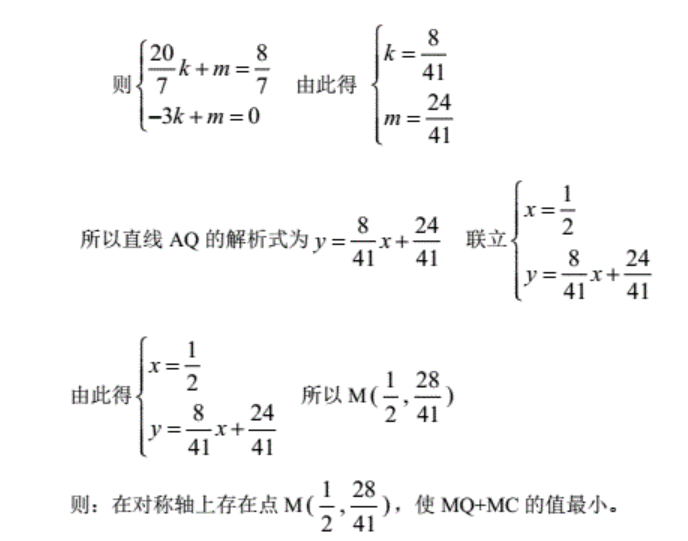 则{20/7 k+m=8/7, −3k+m=0 由此得 {k=8/41, m=24/41
所以直线 AQ 的解析式为 y=8/41 x+24/41 联立{x=1/2, y=8/41 x+24/41
由此得{x=1/2, y=8/41 x+24/41 所以 M(1/2,28/41)
则：在对称轴上存在点 M(1/2,28/41)，使 MQ+MC 的值最小。